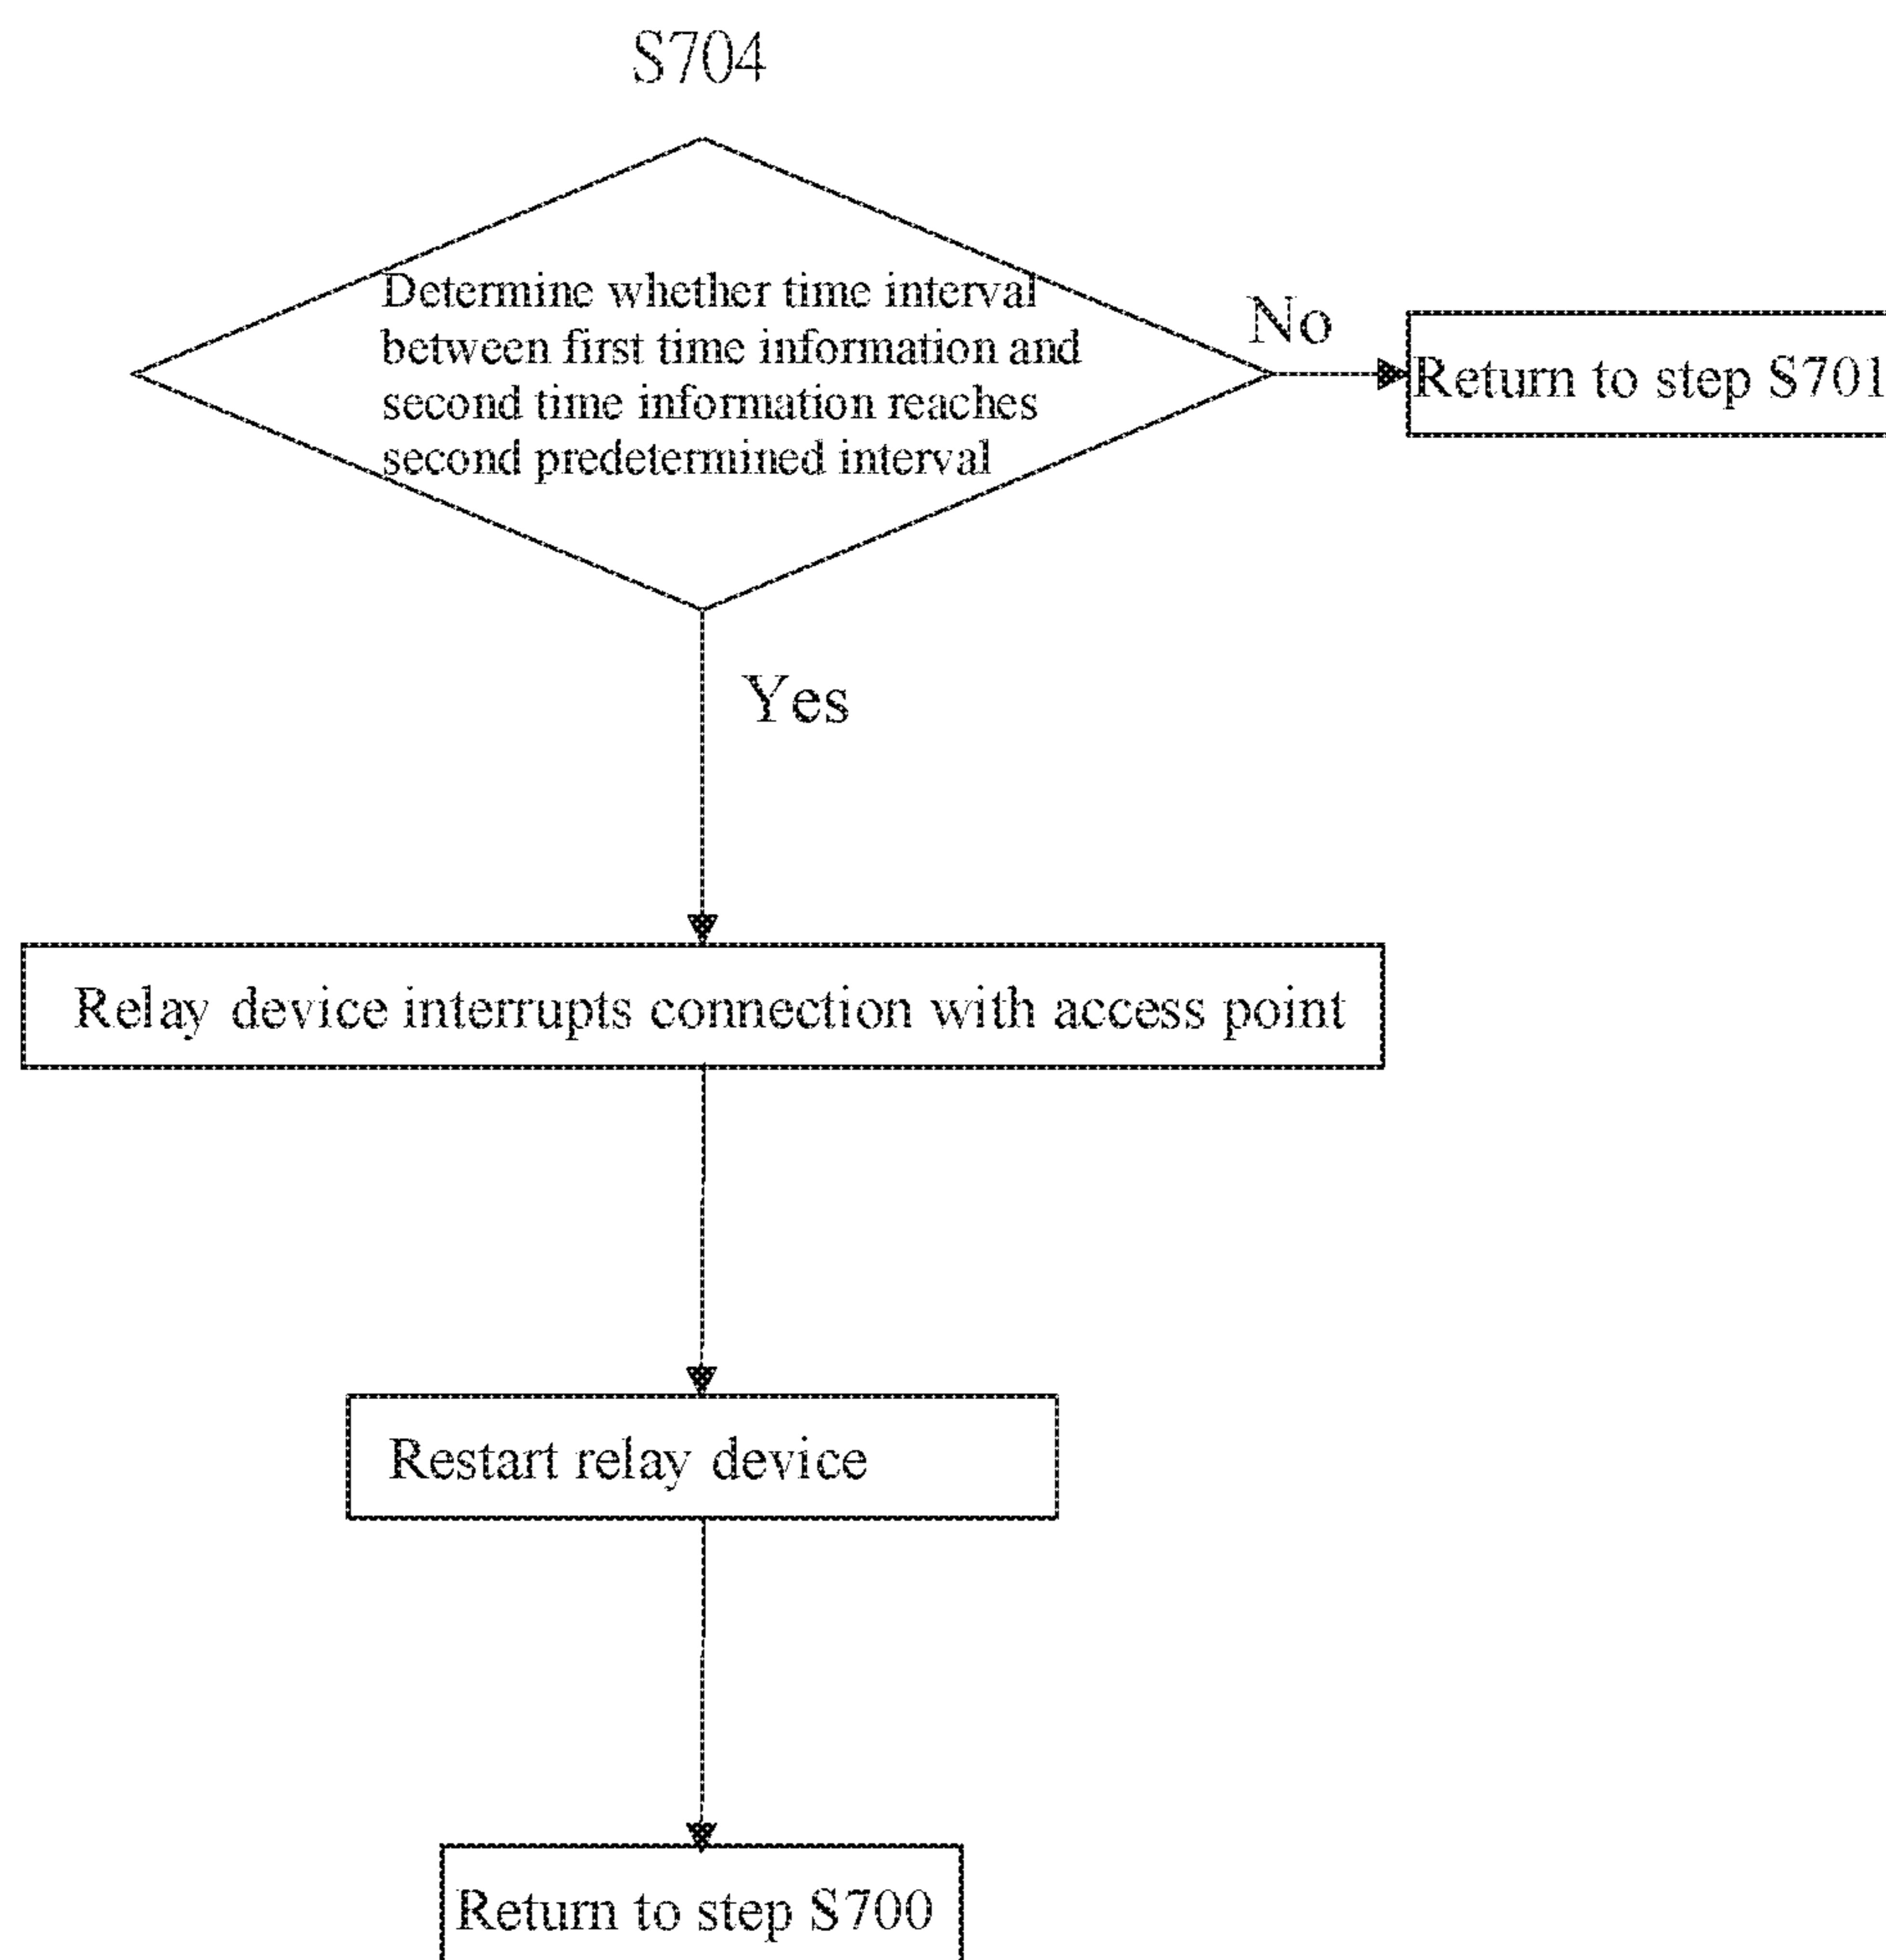 S704
Determine whether time interval
between first time information and
second time information reaches
second predetermined interval
No
Return to step S701
Yes
Relay device interrupts connection with access point
Restart relay device
Return to step S700